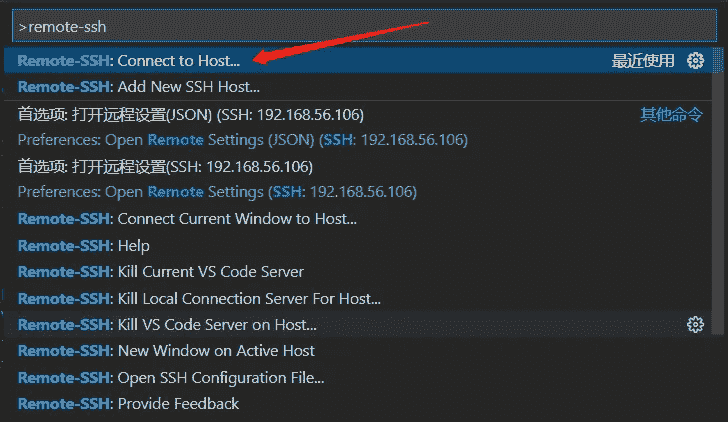 >remote-ssh
Remote-SSH: Connect to Host... 最近使用
Remote-SSH: Add New SSH Host...
首选项: 打开远程设置(JSON) (SSH: 192.168.56.106) 其他命令
Preferences: Open Remote Settings (JSON) (SSH: 192.168.56.106)
首选项: 打开远程设置(SSH: 192.168.56.106)
Preferences: Open Remote Settings (SSH: 192.168.56.106)
Remote-SSH: Connect Current Window to Host...
Remote-SSH: Help
Remote-SSH: Kill Current VS Code Server
Remote-SSH: Kill Local Connection Server For Host...
Remote-SSH: Kill VS Code Server on Host...
Remote-SSH: New Window on Active Host
Remote-SSH: Open SSH Configuration File...
Remote-SSH: Provide Feedback